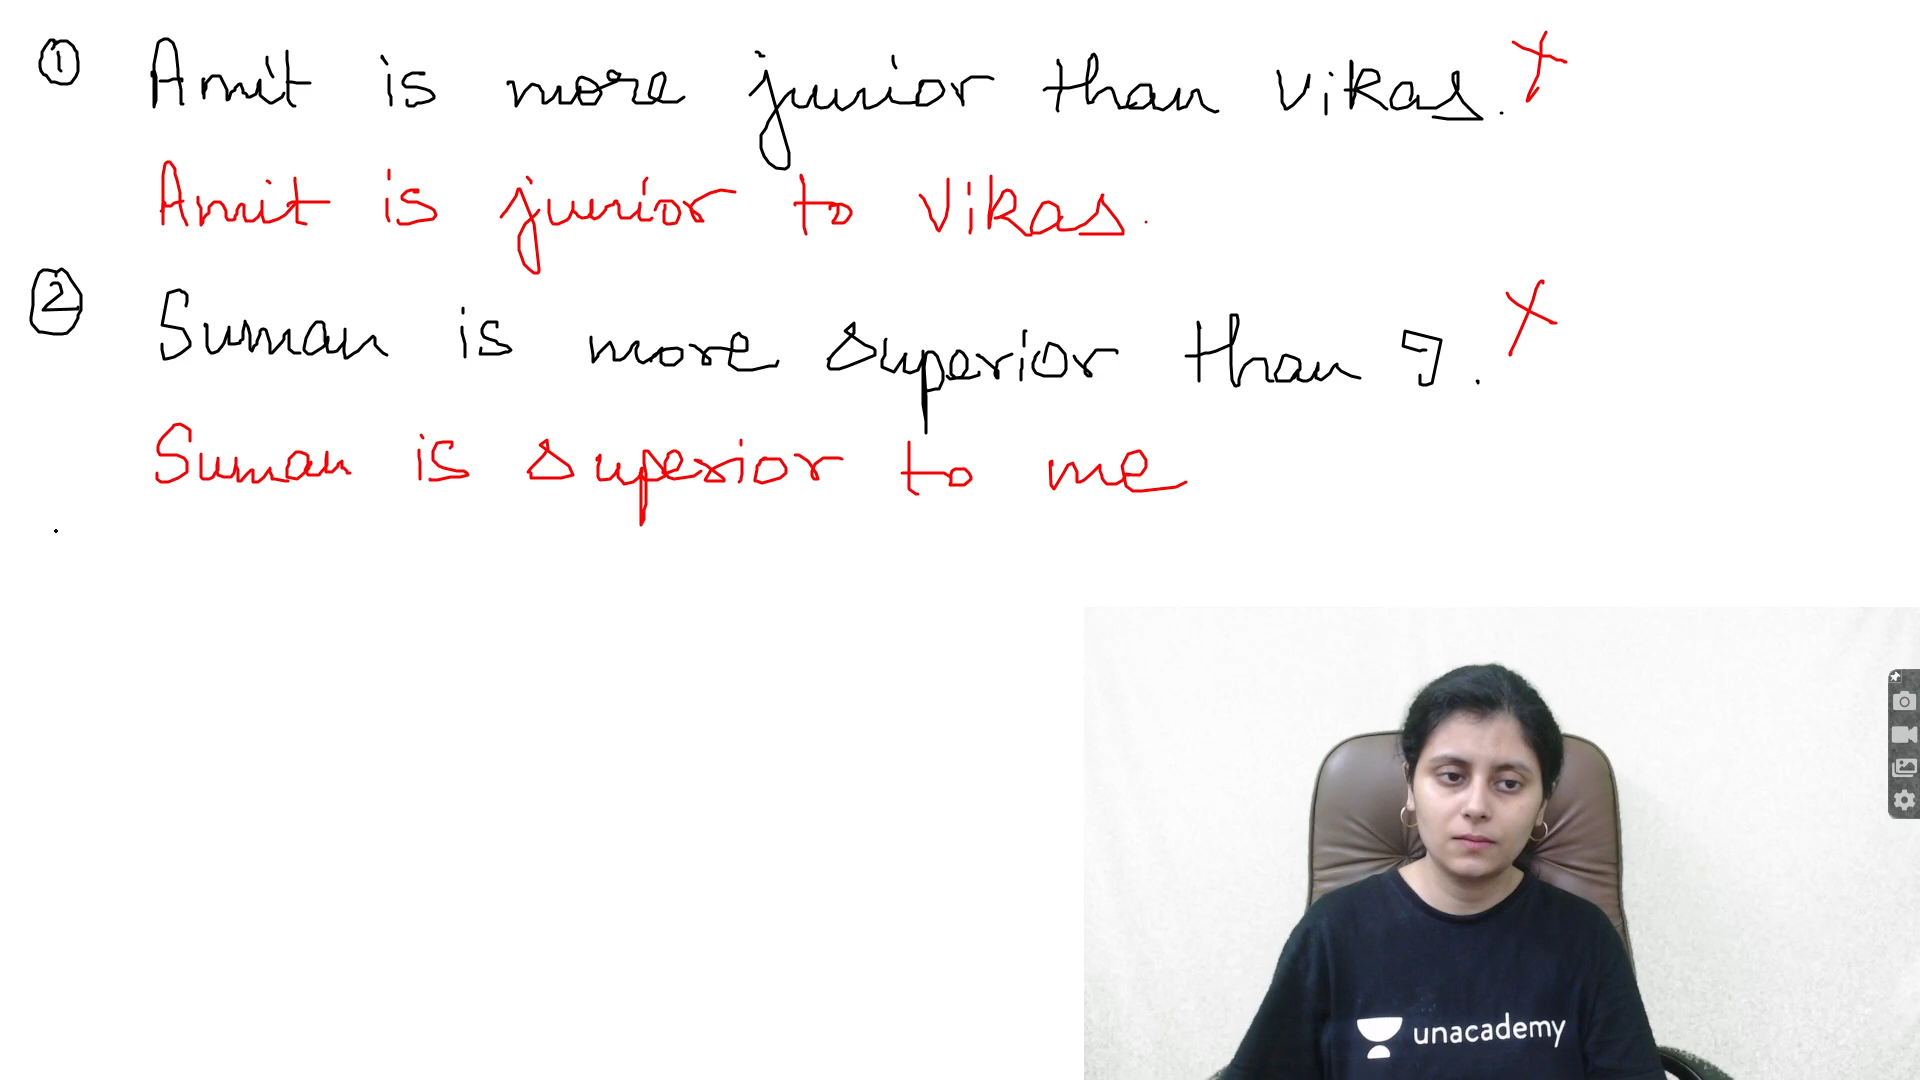 ① Amit is more junior than Vikas. X
Amit is junior to Vikas.
② Suman is more superior than I. X
Suman is superior to me
unacademy